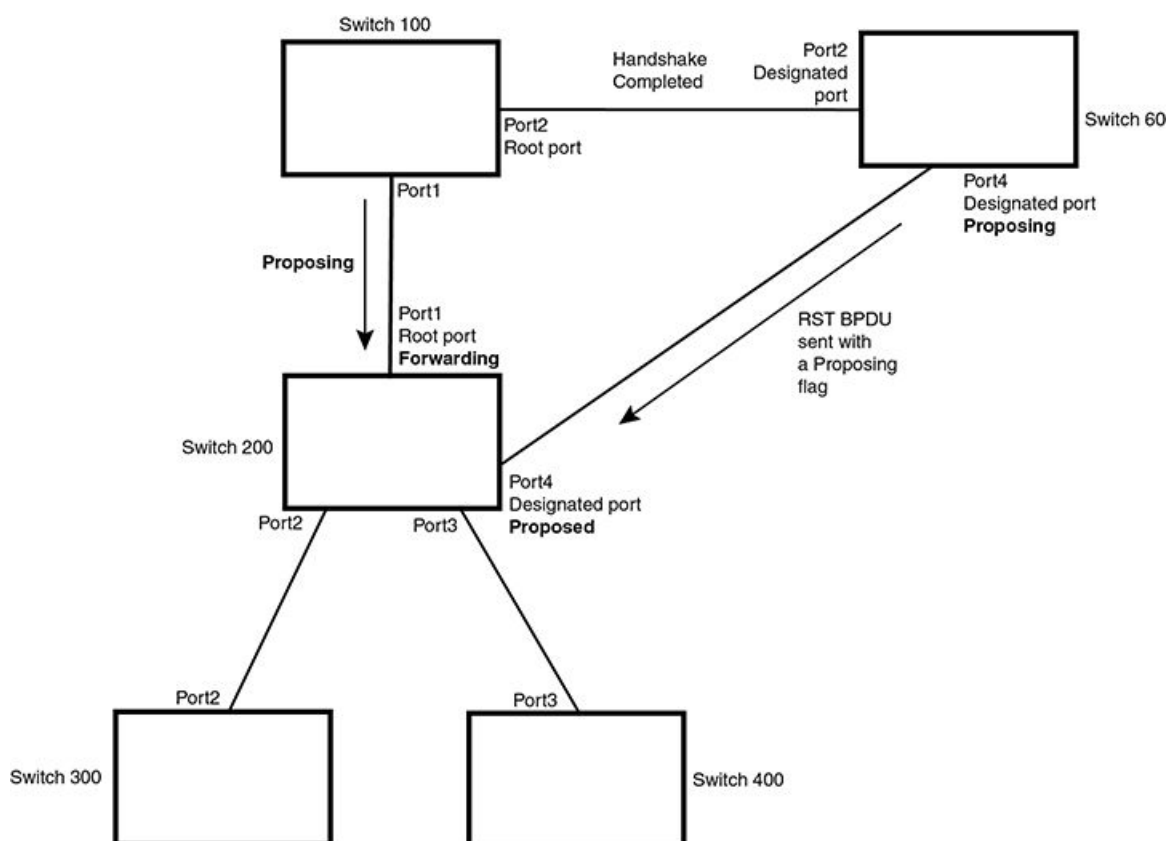 Switch 100
Handshake
Completed
Port2
Designated
port
Switch 60
Port2
Root port
Port1
Port4
Designated port
Proposing
Proposing
Port1
Root port
Forwarding
RST BPDU
sent with
a Proposing
flag
Switch 200
Port4
Designated port
Proposed
Port2
Port3
Port2
Port3
Switch 300
Switch 400